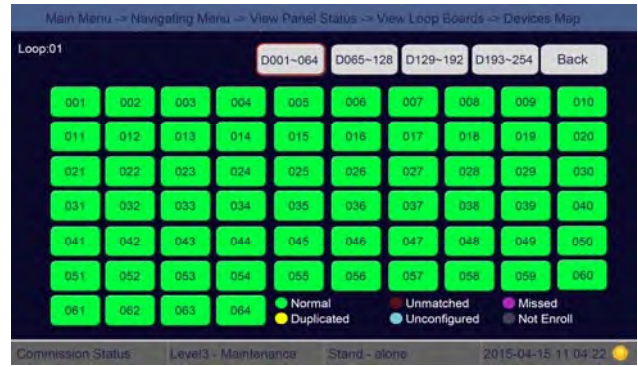 Main Menu -> Navigating Menu -> View Panel Status -> View Loop Boards -> Devices Map
Loop:01
D001~064 D065~128 D129~192 D193~254 Back
001 002 003 004 005 006 007 008 009 010
011 012 013 014 015 016 017 018 019 020
021 022 023 024 025 026 027 028 029 030
031 032 033 034 035 036 037 038 039 040
041 042 043 044 045 046 047 048 049 050
051 052 053 054 055 056 057 058 059 060
061 062 063 064
Normal Unmatched Missed
Duplicated Unconfigured Not Enroll
Commission Status Level3 - Maintenance Stand - alone 2015-04-15 11:04:22